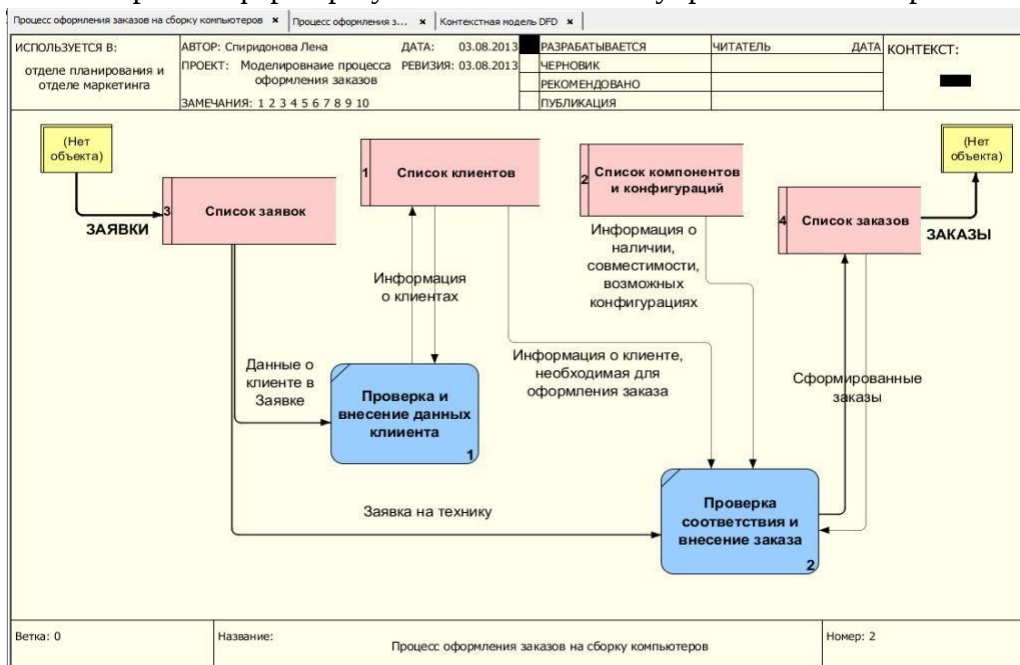 Процесс оформления заказов на сборку компьютеров ×
Процесс оформления з... ×
Контекстная модель DFD ×
ИСПОЛЬЗУЕТСЯ В:
отделе планирования и
отделе маркетинга
АВТОР: Спиридонова Лена
ДАТА: 03.08.2013
ПРОЕКТ: Моделировнаие процесса
оформления заказов
РЕВИЗИЯ: 03.08.2013
ЗАМЕЧАНИЯ: 1 2 3 4 5 6 7 8 9 10
РАЗРАБАТЫВАЕТСЯ
ЧЕРНОВИК
РЕКОМЕНДОВАНО
ПУБЛИКАЦИЯ
ЧИТАТЕЛЬ
ДАТА
КОНТЕКСТ:
(Нет
объекта)
ЗАЯВКИ
3
Список заявок
1
Список клиентов
2
Список компонентов
и конфигураций
4
Список заказов
(Нет
объекта)
ЗАКАЗЫ
Информация
о клиентах
Информация о
наличии,
совместимости,
возможных
конфигурациях
Данные о
клиенте в
Заявке
Проверка и
внесение данных
клииента
1
Информация о клиенте,
необходимая для
оформления заказа
Сформированные
заказы
Заявка на технику
Проверка
соответствия и
внесение заказа
2
Ветка: 0
Название:
Процесс оформления заказов на сборку компьютеров
Номер: 2